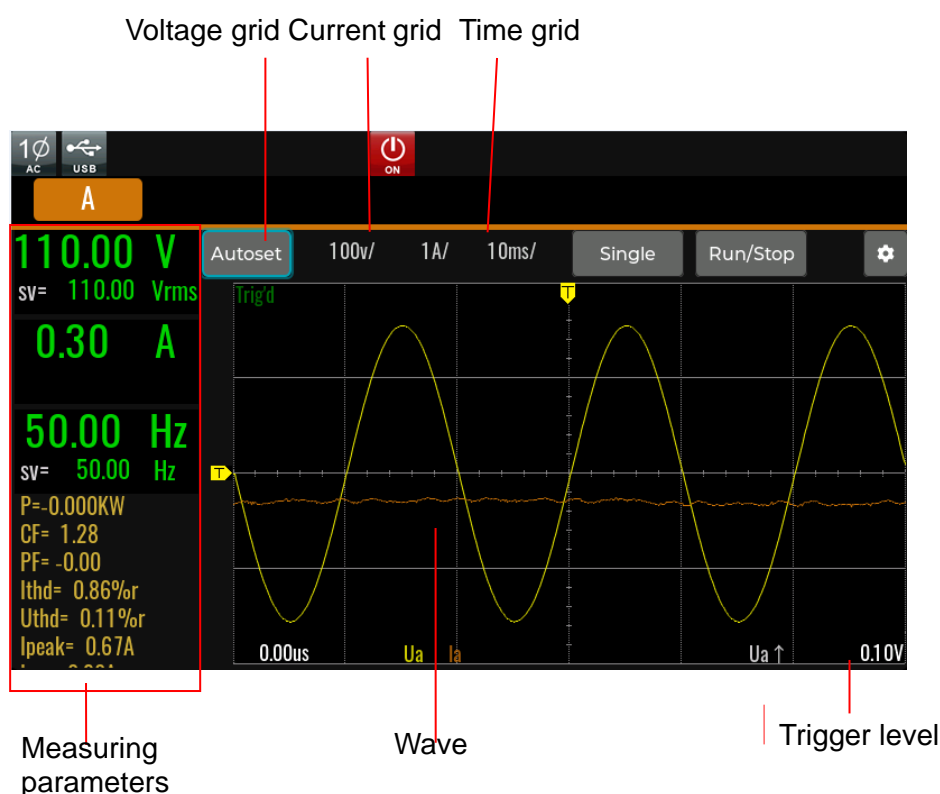 Voltage grid Current grid Time grid
1Ø
AC
USB
ON
A
110.00 V
sv= 110.00 Vrms
0.30 A
50.00 Hz
sv= 50.00 Hz
P=-0.000KW
CF= 1.28
PF= -0.00
Ithd= 0.86%r
Uthd= 0.11%r
Ipeak= 0.67A
Autoset 100v/ 1A/ 10ms/ Single Run/Stop
Trig'd
T
T
0.00us Ua Ia Ua↑ 0.10V
Measuring
parameters
Wave
Trigger level